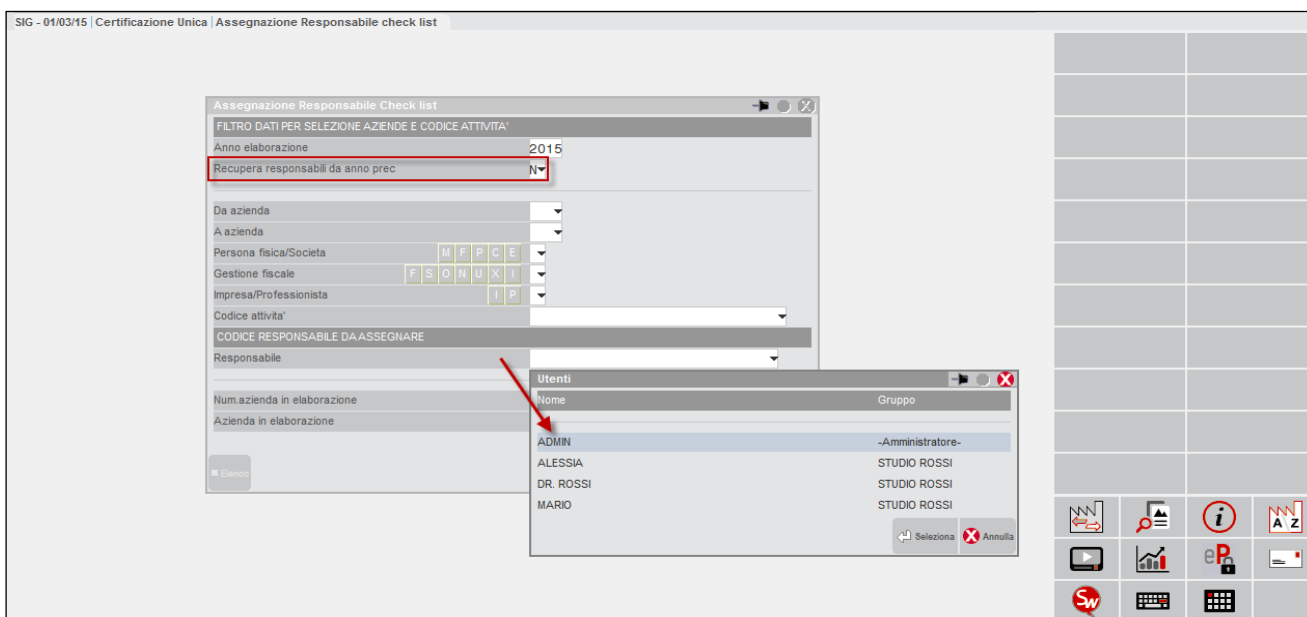 SIG - 01/03/15 | Certificazione Unica | Assegnazione Responsabile check list
Assegnazione Responsabile Check list
FILTRO DATI PER SELEZIONE AZIENDE E CODICE ATTIVITA'
Anno elaborazione 2015
Recupera responsabili da anno prec N
Da azienda
A azienda
Persona fisica/Societa M F P C E
Gestione fiscale F S O N U X I
Impresa/Professionista I P
Codice attivita'
CODICE RESPONSABILE DA ASSEGNARE
Responsabile
Num.azienda in elaborazione
Azienda in elaborazione
Elenco
Utenti
Nome Gruppo
ADMIN -Amministratore-
ALESSIA STUDIO ROSSI
DR. ROSSI STUDIO ROSSI
MARIO STUDIO ROSSI
Seleziona Annulla
i A Z
eP
Sw